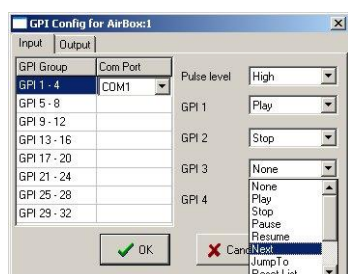 GPI Config for AirBox:1
Input Output
GPI Group Com Port
GPI 1 - 4 COM1
GPI 5 - 8
GPI 9 - 12
GPI 13 - 16
GPI 17 - 20
GPI 21 - 24
GPI 25 - 28
GPI 29 - 32
Pulse level High
GPI 1 Play
GPI 2 Stop
GPI 3 None
GPI 4
None
Play
Stop
Pause
Resume
Next
JumpTo
Reset List
OK